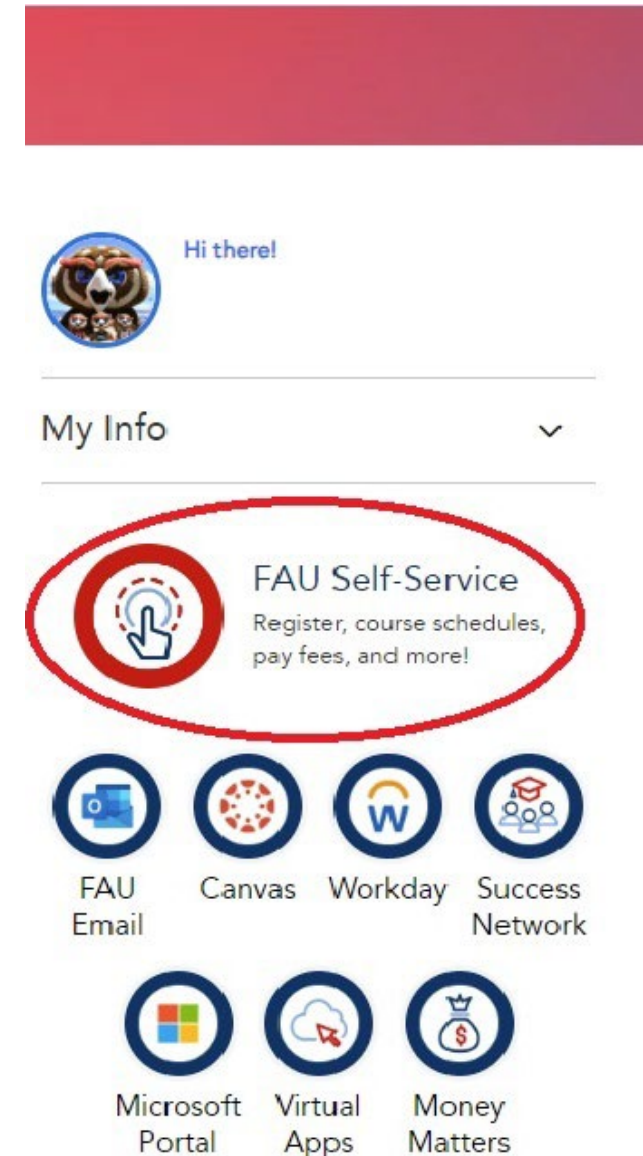 Hi there!
My Info
FAU Self-Service
Register, course schedules,
pay fees, and more!
FAU
Email
Canvas
Workday
Success
Network
Microsoft
Portal
Virtual
Apps
Money
Matters